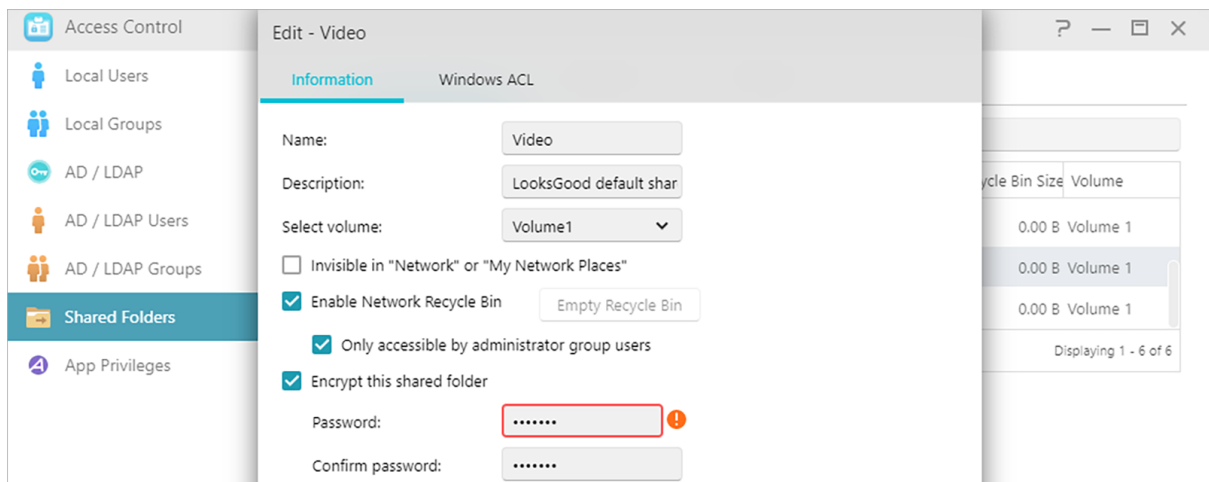 Access Control
Local Users
Local Groups
AD / LDAP
AD / LDAP Users
AD / LDAP Groups
Shared Folders
App Privileges
Edit - Video
Information Windows ACL
Name: Video
Description: LooksGood default shar
Select volume: Volume1
Invisible in "Network" or "My Network Places"
Enable Network Recycle Bin Empty Recycle Bin
Only accessible by administrator group users
Encrypt this shared folder
Password: •••••••
Confirm password: •••••••
ycle Bin Size Volume
0.00 B Volume 1
0.00 B Volume 1
0.00 B Volume 1
Displaying 1 - 6 of 6